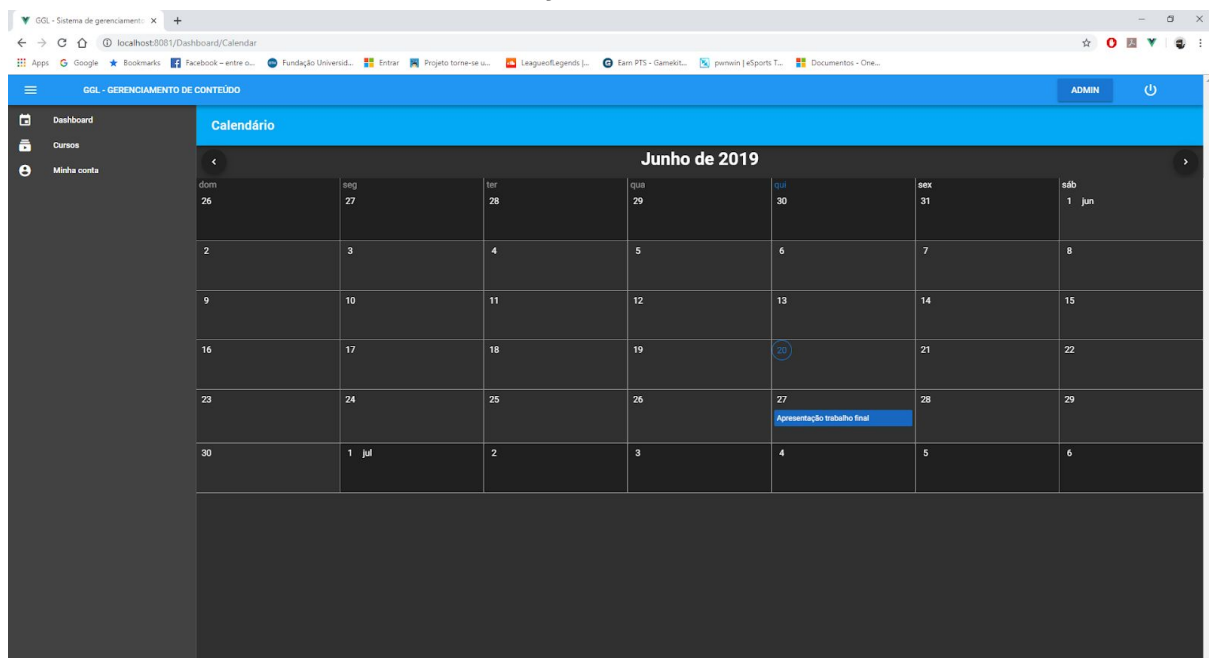 GGL - Sistema de gerenciamento
localhost:8081/Dashboard/Calendar
Apps Google Bookmarks Facebook – entre o... Fundação Universid... Entrar Projeto torne-se u... LeagueofLegends |... Earn PTS - Gamekit... pwnwin | eSports T... Documentos - One...
GGL - GERENCIAMENTO DE CONTEÚDO ADMIN
Dashboard
Cursos
Minha conta
Calendário
Junho de 2019
dom seg ter qua qui sex sáb
26 27 28 29 30 31 1 jun
2 3 4 5 6 7 8
9 10 11 12 13 14 15
16 17 18 19 20 21 22
23 24 25 26 27 28 29
Apresentação trabalho final
30 1 jul 2 3 4 5 6